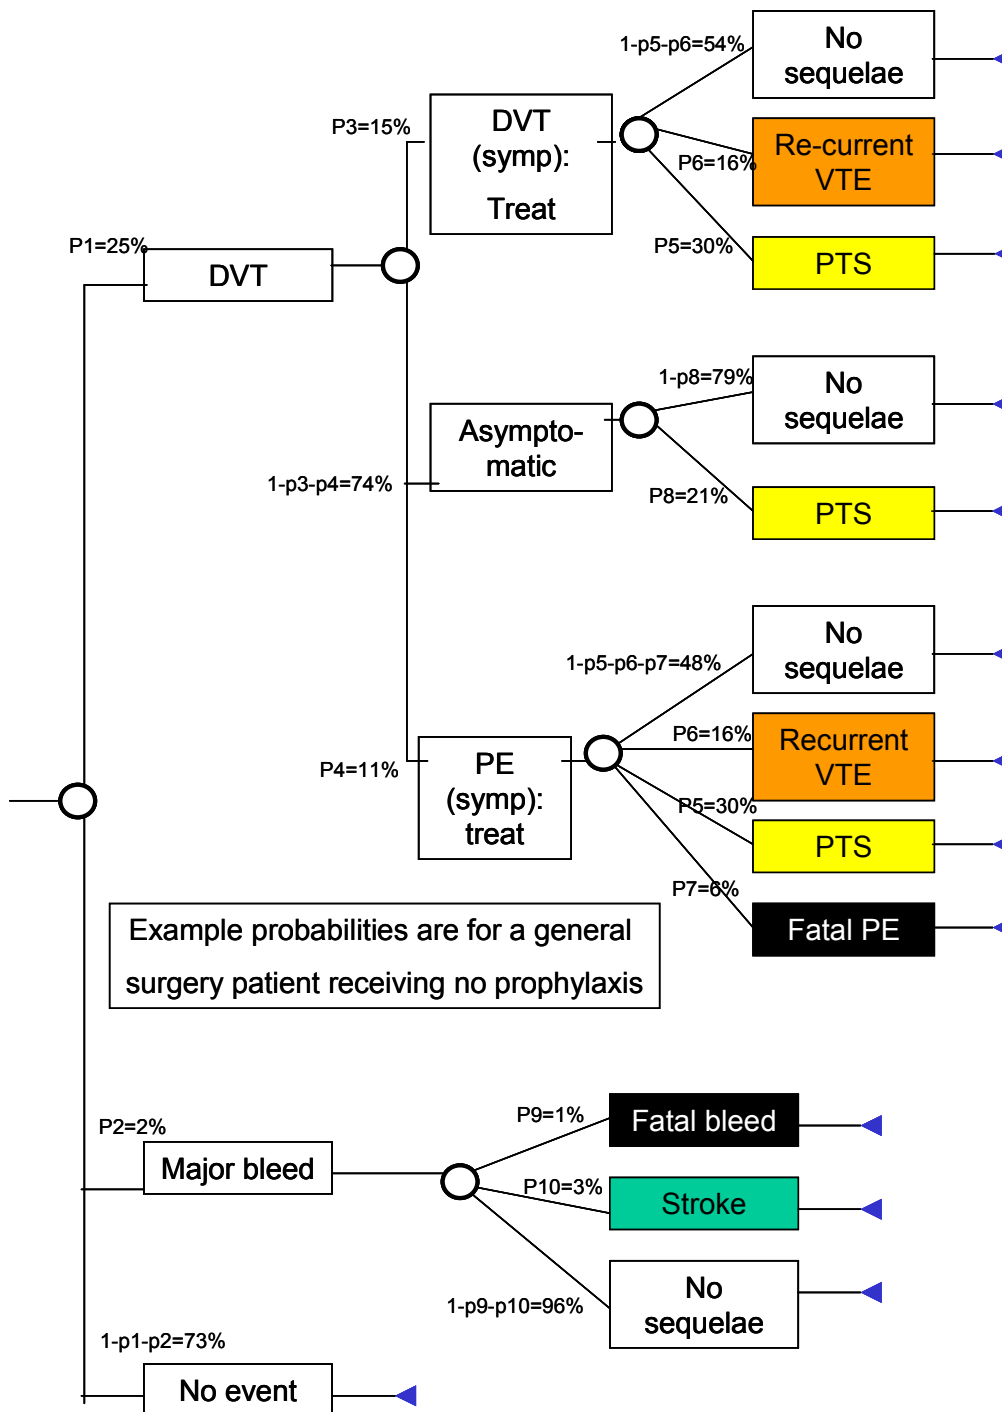 1-p5-p6=54%
No
sequelae
P3=15%
DVT
(symp):
Treat
P6=16%
Re-current
VTE
P5=30%
PTS
P1=25%
DVT
1-p8=79%
No
sequelae
Asympto-
matic
1-p3-p4=74%
P8=21%
PTS
1-p5-p6-p7=48%
No
sequelae
P4=11%
PE
(symp):
treat
P6=16%
Recurrent
VTE
P5=30%
PTS
P7=6%
Fatal PE
Example probabilities are for a general
surgery patient receiving no prophylaxis
P2=2%
Major bleed
P9=1%
Fatal bleed
P10=3%
Stroke
1-p9-p10=96%
No
sequelae
1-p1-p2=73%
No event